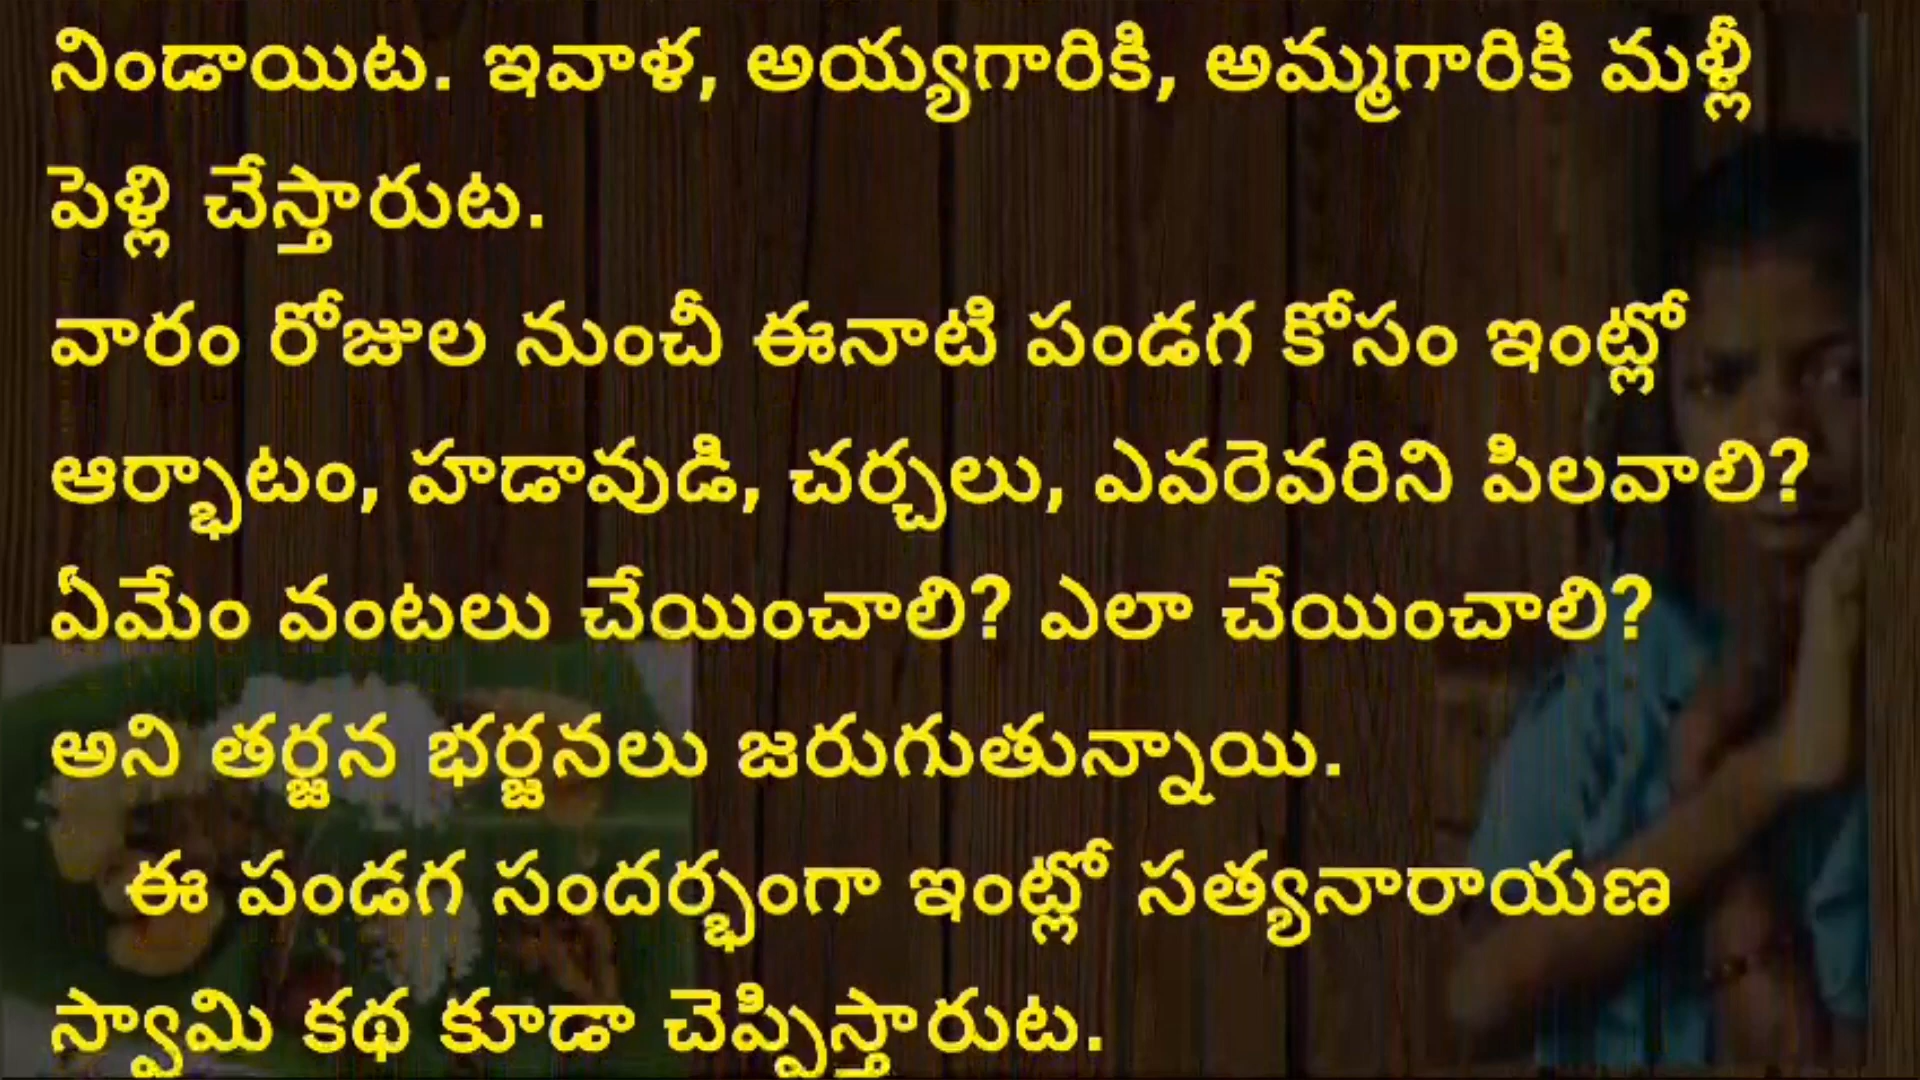 నిండాయిట. ఇవాళ, అయ్యగారికి, అమ్మగారికి మళ్లీ
పెళ్లి చేస్తారుట.
వారం రోజుల నుంచీ ఈనాటి పండగ కోసం ఇంట్లో
ఆర్భాటం, హడావుడి, చర్చలు, ఎవరెవరిని పిలవాలి?
ఏమేం వంటలు చేయించాలి? ఎలా చేయించాలి?
అని తర్జన భర్జనలు జరుగుతున్నాయి.
ఈ పండగ సందర్భంగా ఇంట్లో సత్యనారాయణ
స్వామి కథ కూడా చెప్పిస్తారుట.